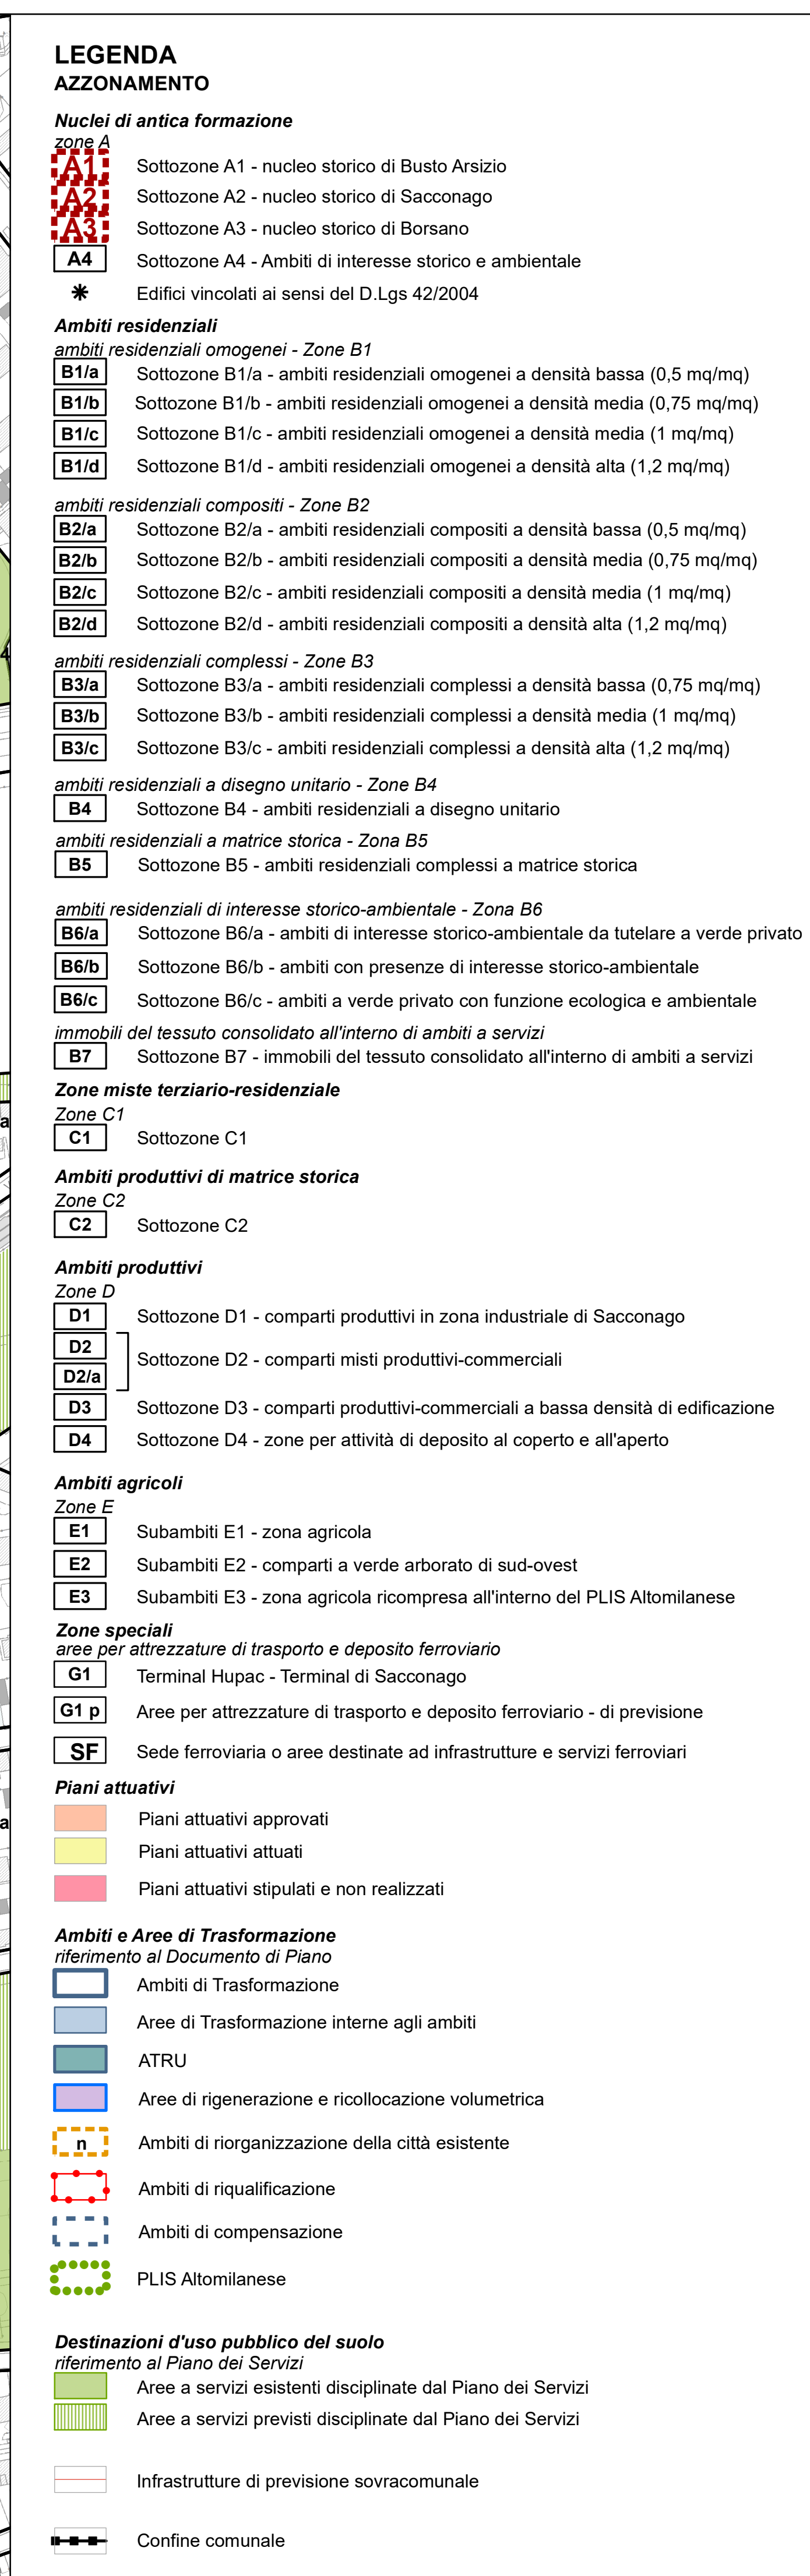 LEGENDA
AZZONAMENTO
Nuclei di antica formazione
zone A
A1 Sottozone A1 - nucleo storico di Busto Arsizio
A2 Sottozone A2 - nucleo storico di Sacconago
A3 Sottozone A3 - nucleo storico di Borsano
A4 Sottozone A4 - Ambiti di interesse storico e ambientale
Edifici vincolati ai sensi del D.Lgs 42/2004
Ambiti residenziali
ambiti residenziali omogenei - Zone B1
B1/a Sottozone B1/a - ambiti residenziali omogenei a densità bassa (0,5 mq/mq)
B1/b Sottozone B1/b - ambiti residenziali omogenei a densità media (0,75 mq/mq)
B1/c Sottozone B1/c - ambiti residenziali omogenei a densità media (1 mq/mq)
B1/d Sottozone B1/d - ambiti residenziali omogenei a densità alta (1,2 mq/mq)
ambiti residenziali compositi - Zone B2
B2/a Sottozone B2/a - ambiti residenziali compositi a densità bassa (0,5 mq/mq)
B2/b Sottozone B2/b - ambiti residenziali compositi a densità media (0,75 mq/mq)
B2/c Sottozone B2/c - ambiti residenziali compositi a densità media (1 mq/mq)
B2/d Sottozone B2/d - ambiti residenziali compositi a densità alta (1,2 mq/mq)
4
ambiti residenziali complessi - Zone B3
B3/a Sottozone B3/a - ambiti residenziali complessi a densità bassa (0,75 mq/mq)
B3/b Sottozone B3/b - ambiti residenziali complessi a densità media (1 mq/mq)
B3/c Sottozone B3/c - ambiti residenziali complessi a densità alta (1,2 mq/mq)
ambiti residenziali a disegno unitario - Zone B4
B4 Sottozone B4 - ambiti residenziali a disegno unitario
ambiti residenziali a matrice storica - Zona B5
B5 Sottozone B5 - ambiti residenziali complessi a matrice storica
ambiti residenziali di interesse storico-ambientale - Zona B6
B6/a Sottozone B6/a - ambiti di interesse storico-ambientale da tutelare a verde privato
B6/b Sottozone B6/b - ambiti con presenze di interesse storico-ambientale
B6/c Sottozone B6/c - ambiti a verde privato con funzione ecologica e ambientale
immobili del tessuto consolidato all'interno di ambiti a servizi
B7 Sottozone B7 - immobili del tessuto consolidato all'interno di ambiti a servizi
Zone miste terziario-residenziale
Zone C1
a
C1 Sottozone C1
Ambiti produttivi di matrice storica
Zone C2
C2 Sottozone C2
Ambiti produttivi
Zone D
D1 Sottozone D1 - comparti produttivi in zona industriale di Sacconago
D2
Sottozone D2 - comparti misti produttivi-commerciali
D2/a
D3 Sottozone D3 - comparti produttivi-commerciali a bassa densità di edificazione
D4 Sottozone D4 - zone per attività di deposito al coperto e all'aperto
Ambiti agricoli
Zone E
E1 Subambiti E1 - zona agricola
E2 Subambiti E2 - comparti a verde arborato di sud-ovest
E3 Subambiti E3 - zona agricola ricompresa all'interno del PLIS Altomilanese
Zone speciali
aree per attrezzature di trasporto e deposito ferroviario
G1 Terminal Hupac - Terminal di Sacconago
G1 p Aree per attrezzature di trasporto e deposito ferroviario - di previsione
SF Sede ferroviaria o aree destinate ad infrastrutture e servizi ferroviari
Piani attuativi
Piani attuativi approvati
a
Piani attuativi attuati
Piani attuativi stipulati e non realizzati
Ambiti e Aree di Trasformazione
riferimento al Documento di Piano
Ambiti di Trasformazione
Aree di Trasformazione interne agli ambiti
ATRU
Aree di rigenerazione e ricollocazione volumetrica
n Ambiti di riorganizzazione della città esistente
Ambiti di riqualificazione
Ambiti di compensazione
PLIS Altomilanese
Destinazioni d'uso pubblico del suolo
riferimento al Piano dei Servizi
Aree a servizi esistenti disciplinate dal Piano dei Servizi
Aree a servizi previsti disciplinate dal Piano dei Servizi
Infrastrutture di previsione sovracomunale
Confine comunale